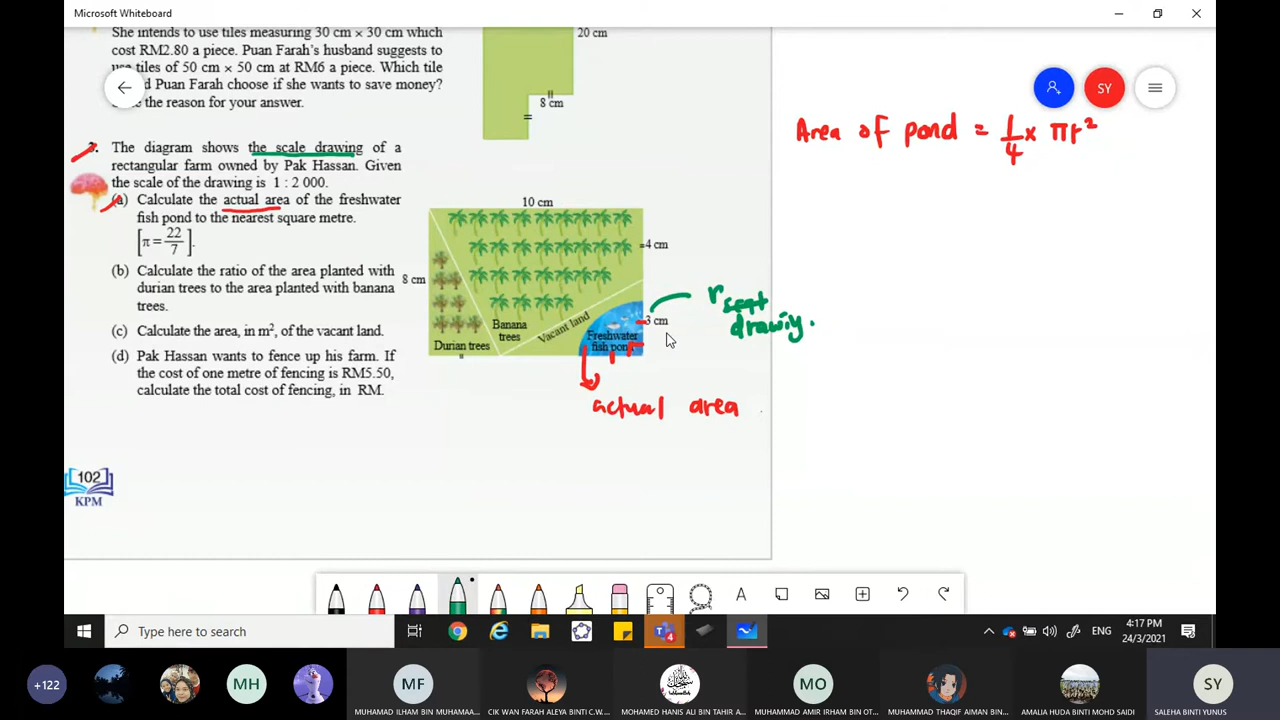 Microsoft Whiteboard
She intends to use tiles measuring 30 cm × 30 cm which
cost RM2.80 a piece. Puan Farah's husband suggests to
use tiles of 50 cm × 50 cm at RM6 a piece. Which tile
d Puan Farah choose if she wants to save money?
e the reason for your answer.
20 cm
8 cm
3. The diagram shows the scale drawing of a
rectangular farm owned by Pak Hassan. Given
the scale of the drawing is 1 : 2 000.
(a) Calculate the actual area of the freshwater
fish pond to the nearest square metre.
[π = 22/7].
(b) Calculate the ratio of the area planted with
durian trees to the area planted with banana
trees.
(c) Calculate the area, in m², of the vacant land.
(d) Pak Hassan wants to fence up his farm. If
the cost of one metre of fencing is RM5.50,
calculate the total cost of fencing, in RM.
10 cm
4 cm
8 cm
3 cm
Banana
trees
Vacant land
Freshwater
fish pond
Durian trees
r
drawing.
actual area
Area of pond = 1/4 × πr²
SY
102
KPM
A
Type here to search
4
ENG
4:17 PM
24/3/2021
+122
MH
MF
MO
SY
MUHAMAD ILHAM BIN MUHAMAA...
CIK WAN FARAH ALEYA BINTI C.W...
MOHAMED HANIS ALI BIN TAHIR A...
MUHAMMAD AMIR IRHAM BIN OT...
MUHAMMAD THAQIF AIMAN BIN...
AMALIA HUDA BINTI MOHD SAIDI
SALEHA BINTI YUNUS